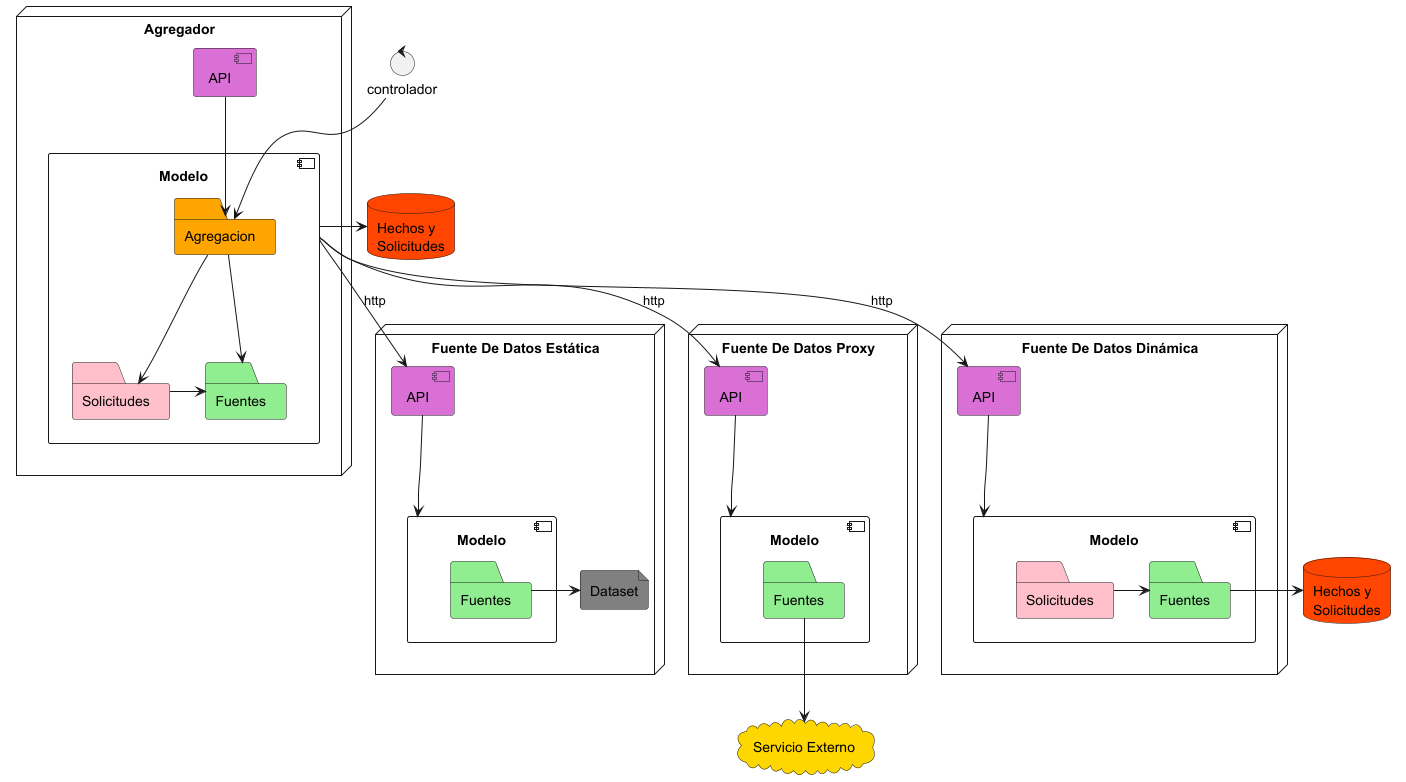 Agregador
API
controlador
Modelo
Agregacion
Hechos y
Solicitudes
Solicitudes
Fuentes
http
http
http
Fuente De Datos Estática
API
Modelo
Fuentes
Dataset
Fuente De Datos Proxy
API
Modelo
Fuentes
Servicio Externo
Fuente De Datos Dinámica
API
Modelo
Solicitudes
Fuentes
Hechos y
Solicitudes